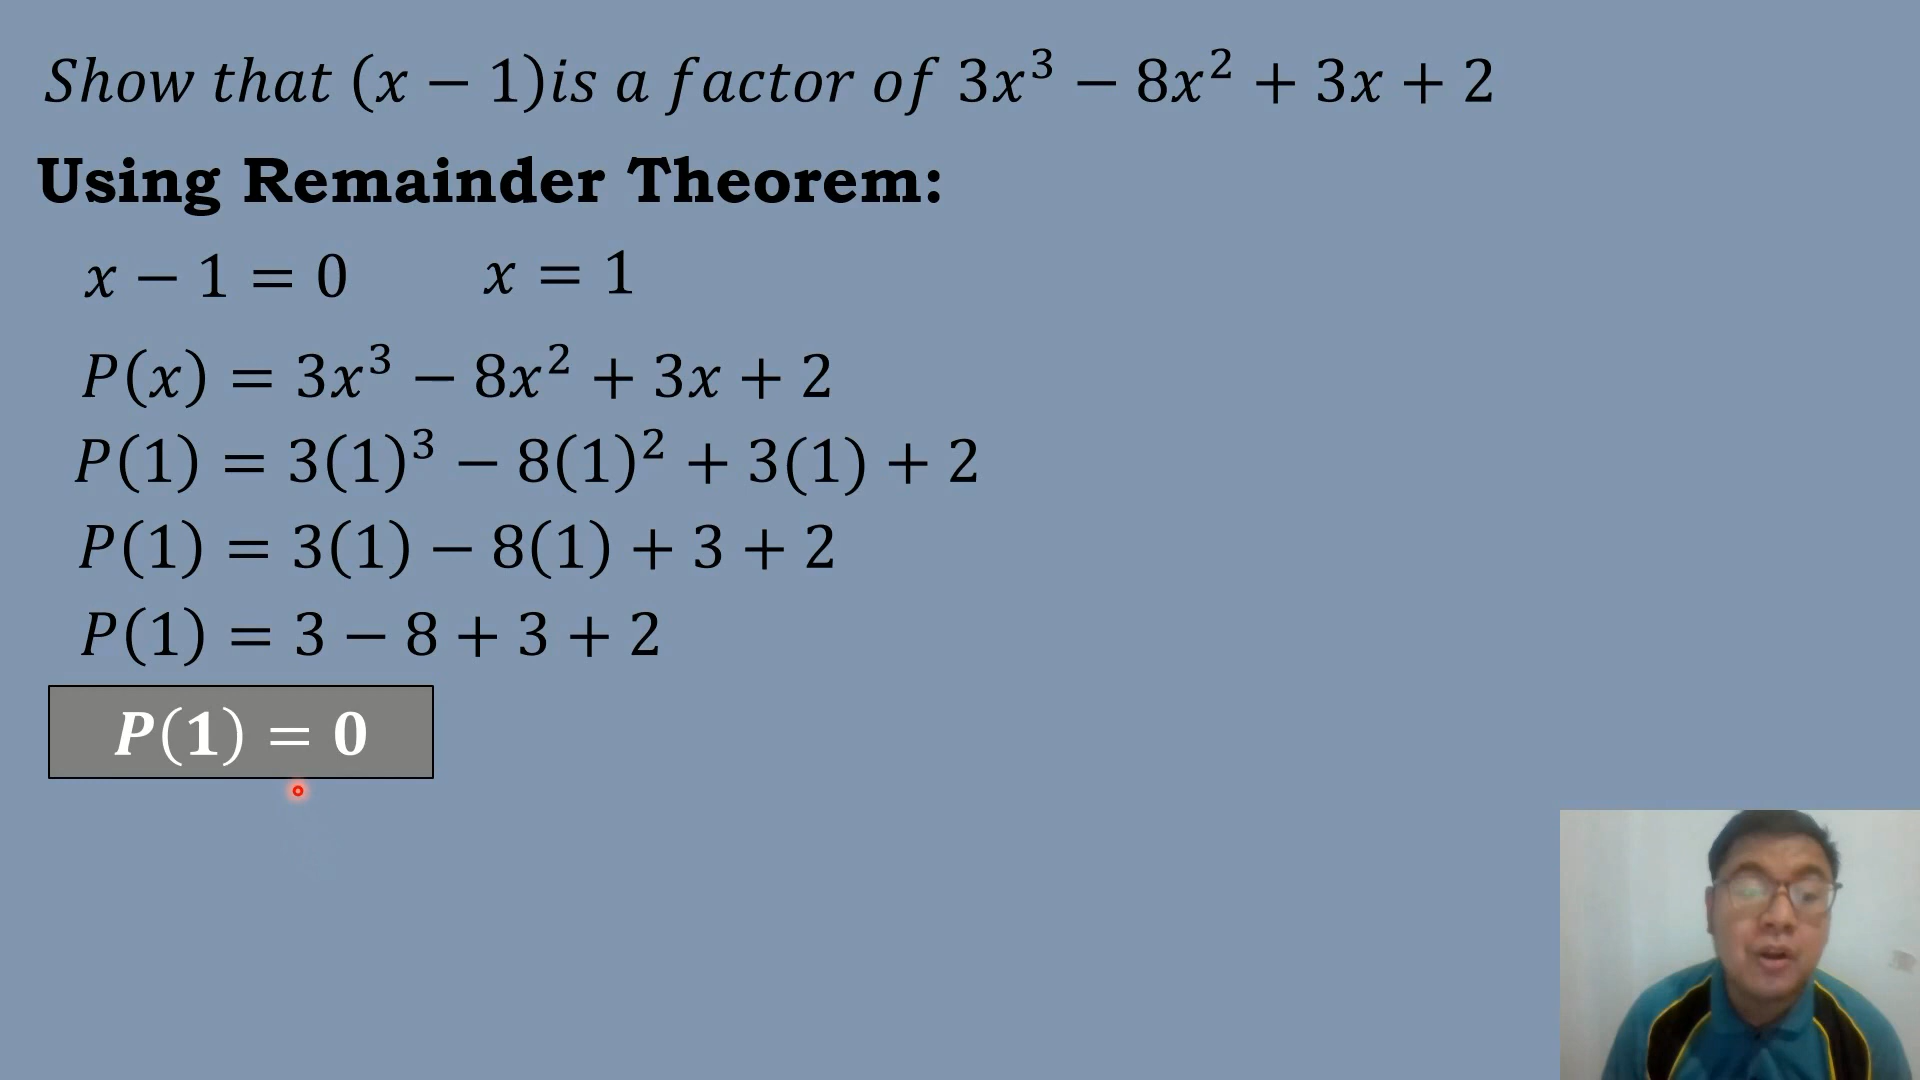 Show that (x − 1)is a factor of 3x³ − 8x² + 3x + 2
Using Remainder Theorem:
x − 1 = 0 x = 1
P(x) = 3x³ − 8x² + 3x + 2
P(1) = 3(1)³ − 8(1)² + 3(1) + 2
P(1) = 3(1) − 8(1) + 3 + 2
P(1) = 3 − 8 + 3 + 2
P(1) = 0